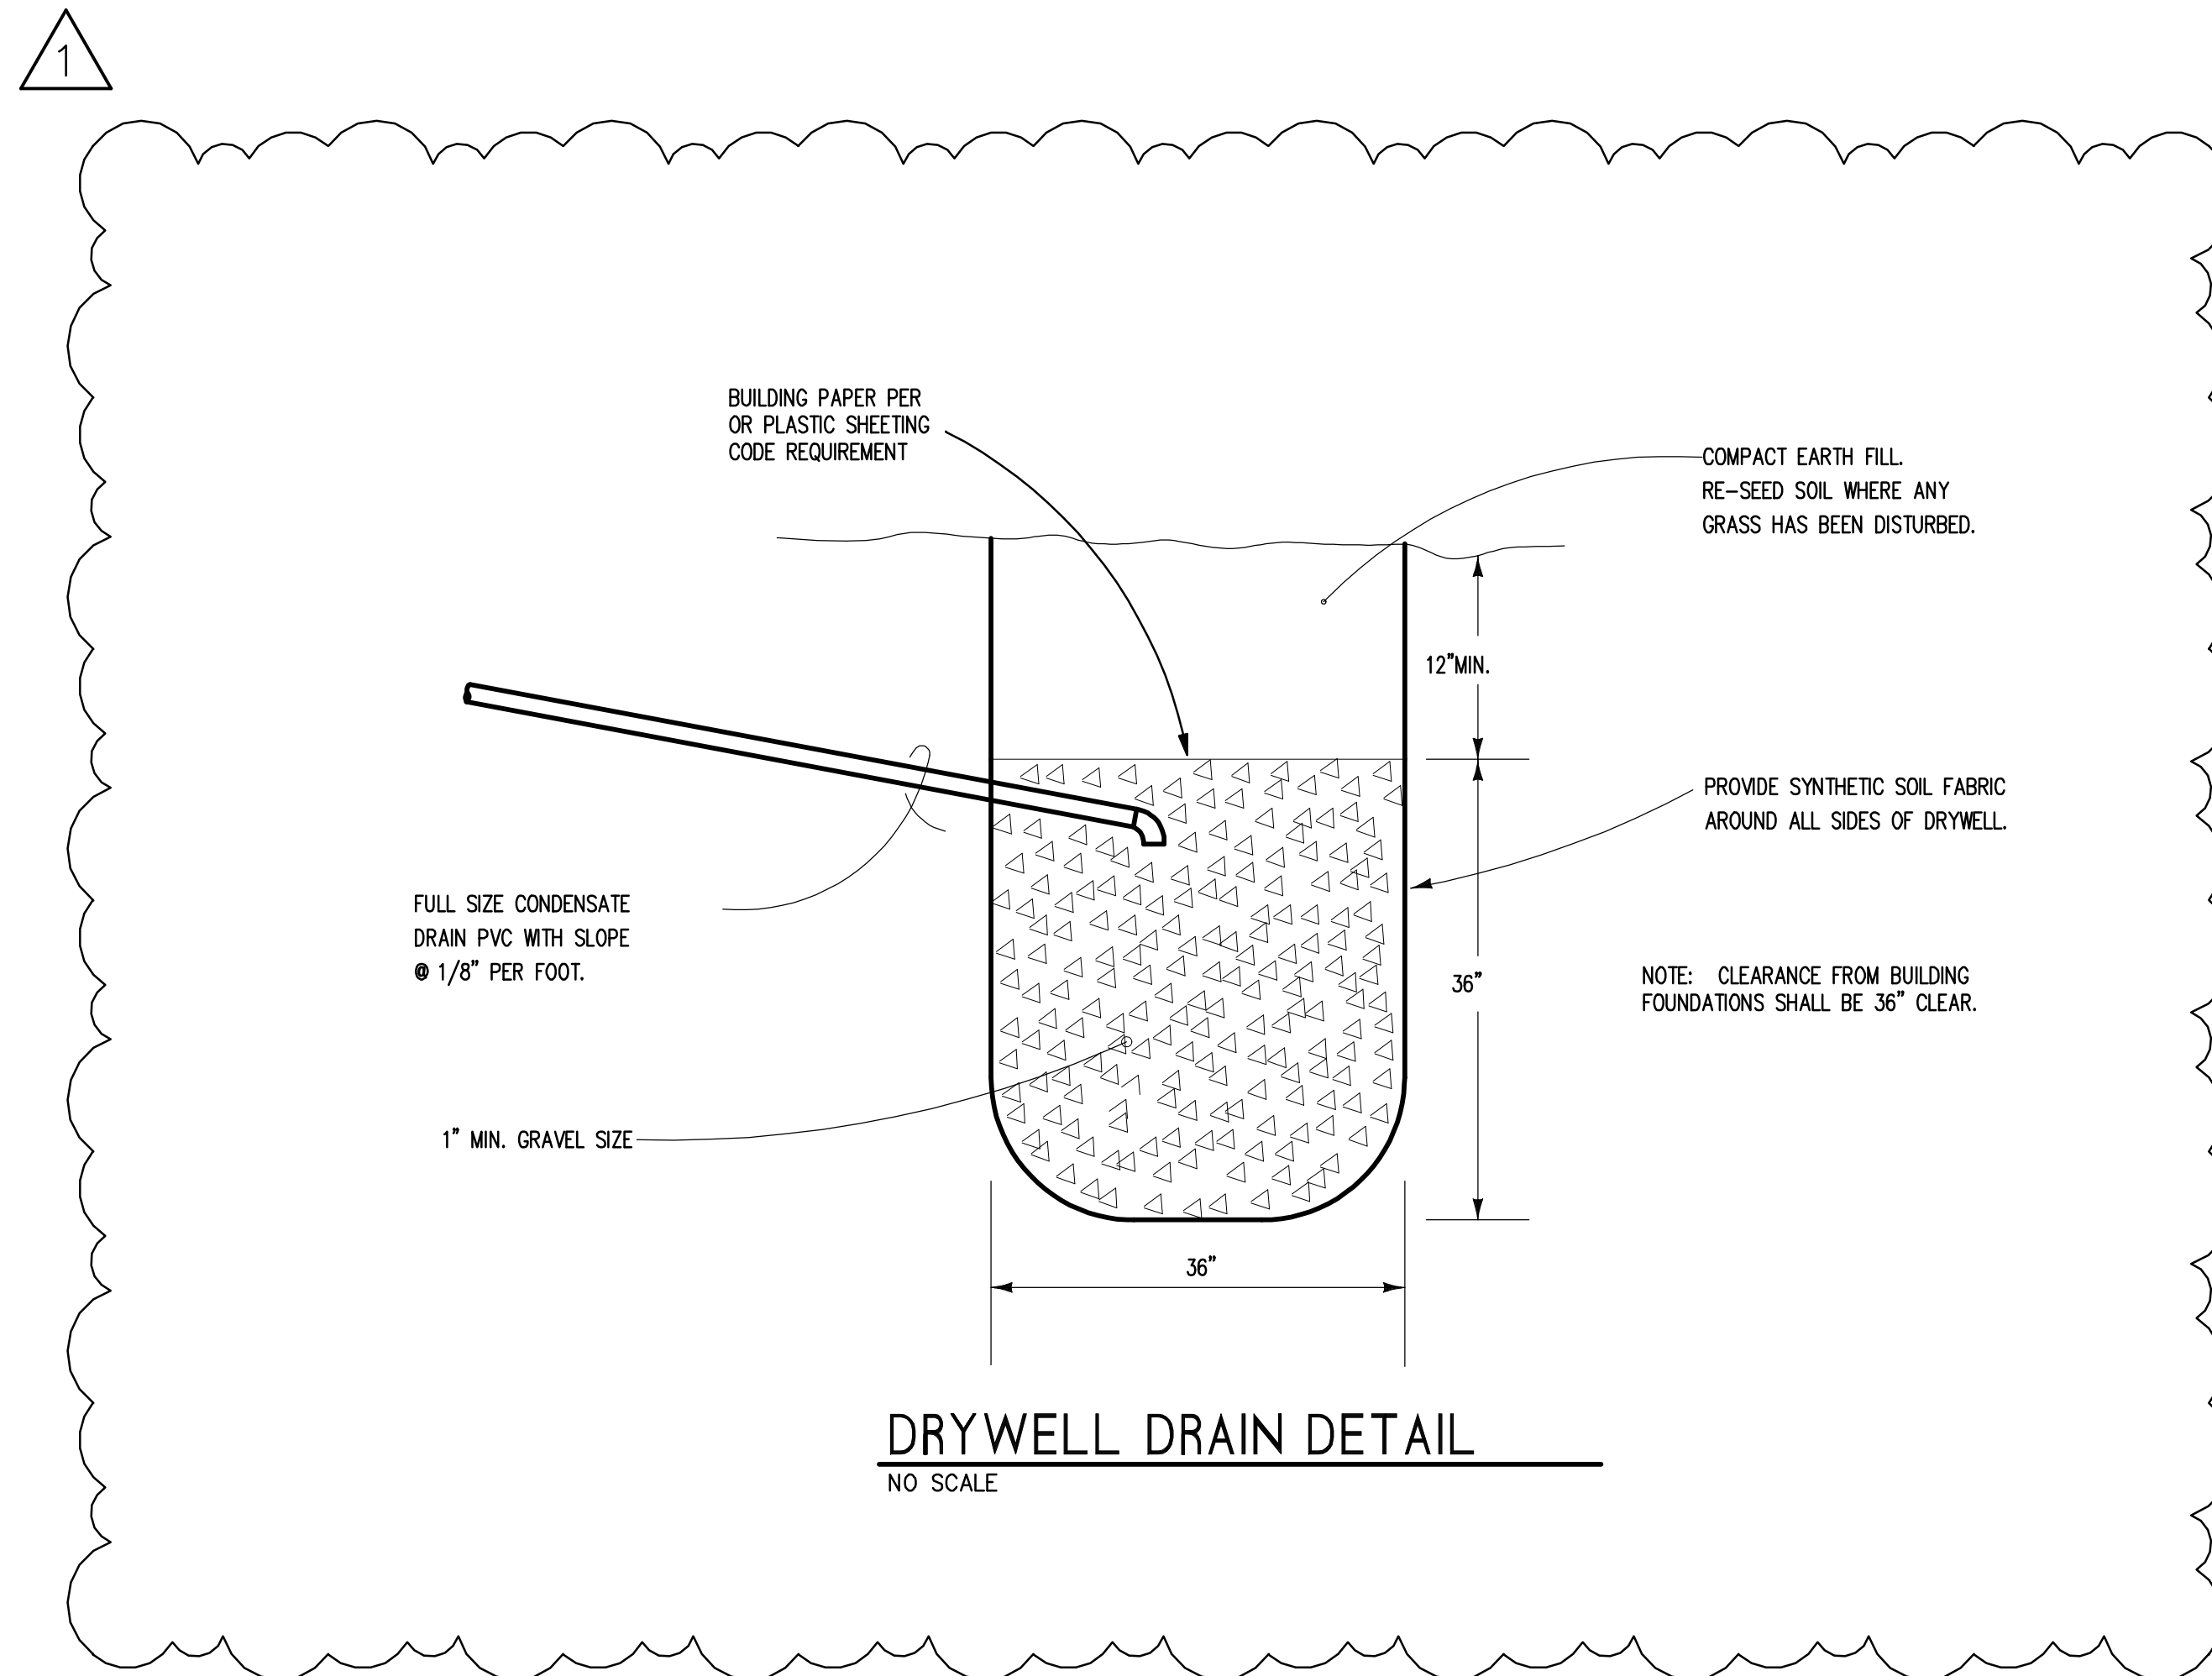 1
BUILDING PAPER PER
OR PLASTIC SHEETING
CODE REQUIREMENT
COMPACT EARTH FILL.
RE-SEED SOIL WHERE ANY
GRASS HAS BEEN DISTURBED.
12"MIN.
PROVIDE SYNTHETIC SOIL FABRIC
AROUND ALL SIDES OF DRYWELL.
FULL SIZE CONDENSATE
DRAIN PVC WITH SLOPE
@ 1/8" PER FOOT.
36"
NOTE: CLEARANCE FROM BUILDING
FOUNDATIONS SHALL BE 36" CLEAR.
1" MIN. GRAVEL SIZE
36"
DRYWELL DRAIN DETAIL
NO SCALE